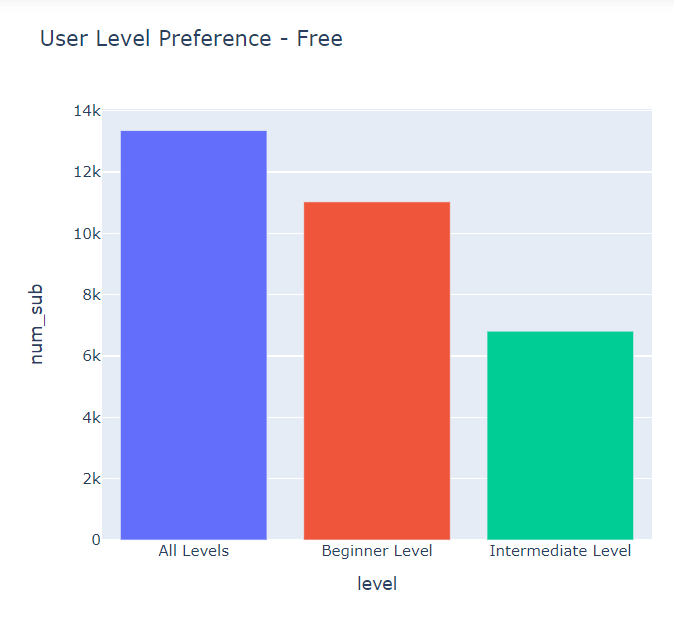 User Level Preference - Free
num_sub
14k
12k
10k
8k
6k
4k
2k
0
All Levels
Beginner Level
Intermediate Level
level